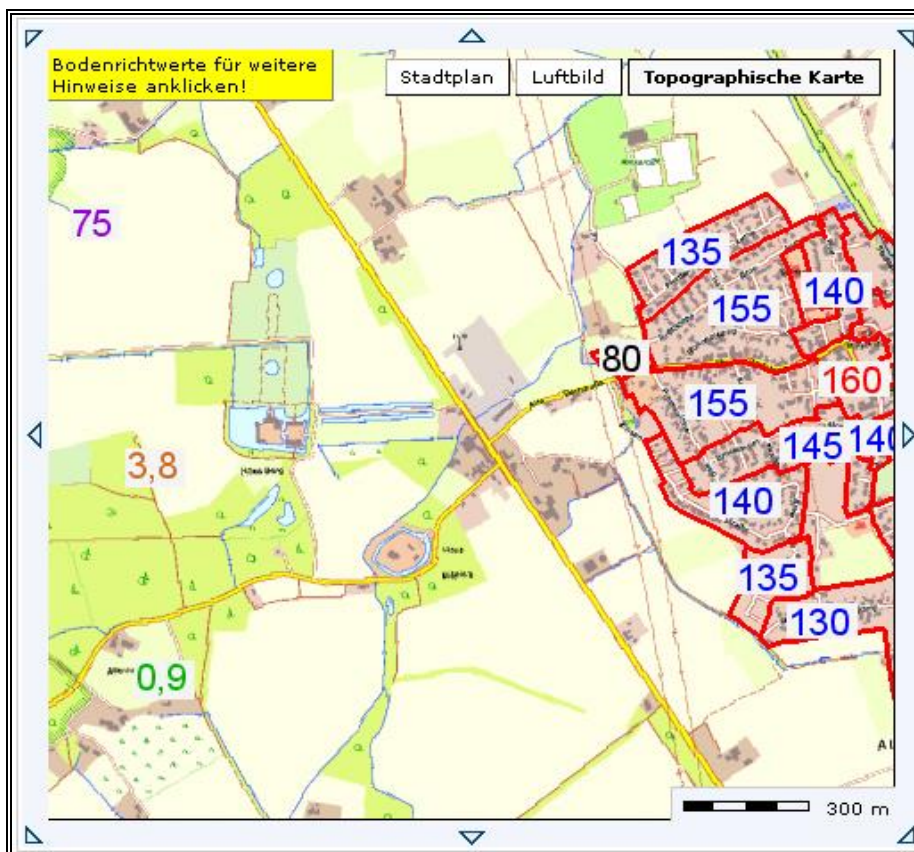 Bodenrichtwerte für weitere
Hinweise anklicken!
Stadtplan
Luftbild
Topographische Karte
75
135
155
140
80
160
155
145
140
3,8
140
135
130
0,9
300 m